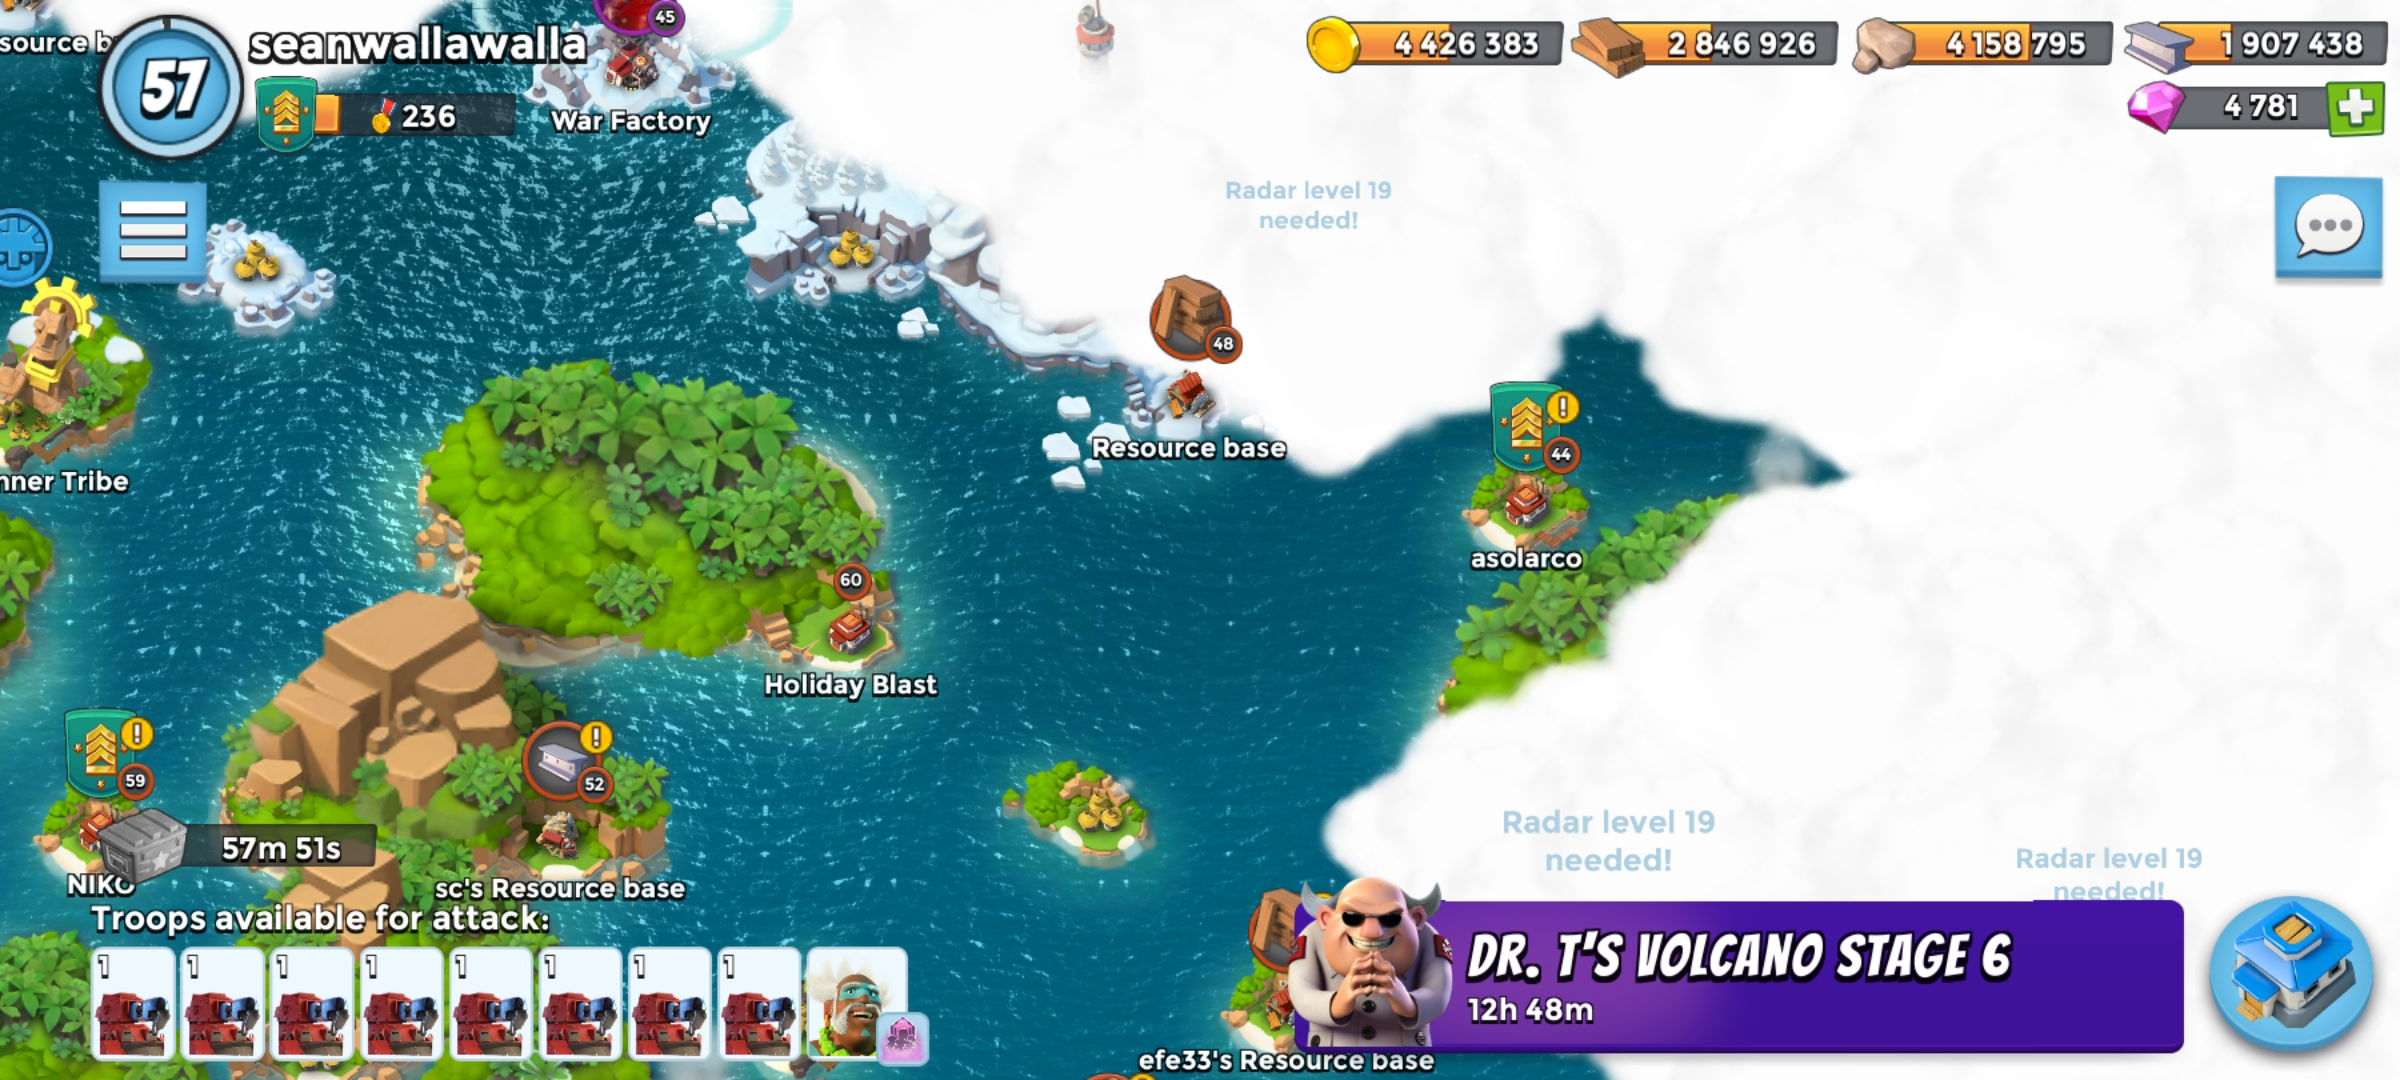 source b
57
seanwallawalla
236
45
War Factory
4 426 383
2 846 926
4 158 795
1 907 438
4 781
Radar level 19
needed!
48
Resource base
!
44
asolarco
nner Tribe
60
Holiday Blast
!
59
!
52
57m 51s
NIKO
sc's Resource base
Radar level 19
needed!
Radar level 19
needed!
Troops available for attack:
1 1 1 1 1 1 1 1
DR. T'S VOLCANO STAGE 6
12h 48m
efe33's Resource base